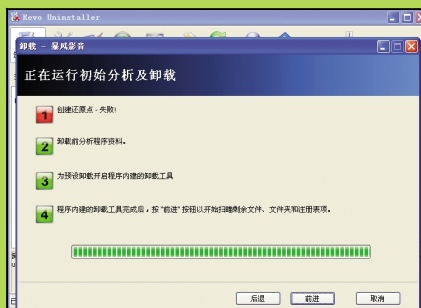 Revo Uninstaller
卸载 - 暴风影音
正在运行初始分析及卸载
1 创建还原点 - 失败!
2 卸载前分析程序资料。
3 为预设卸载开启程序内建的卸载工具
4 程序内建的卸载工具完成后，按“前进”按钮以开始扫瞄剩余文件、文件夹和注册表项。
后退 前进 取消